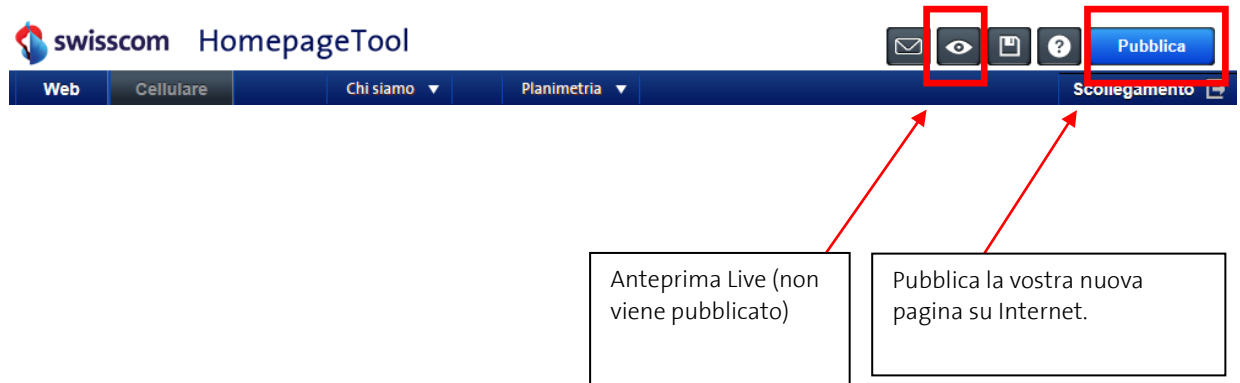 swisscom HomepageTool
Pubblica
Web Cellulare Chi siamo ▼ Planimetria ▼ Scollegamento
Anteprima Live (non
viene pubblicato)
Pubblica la vostra nuova
pagina su Internet.